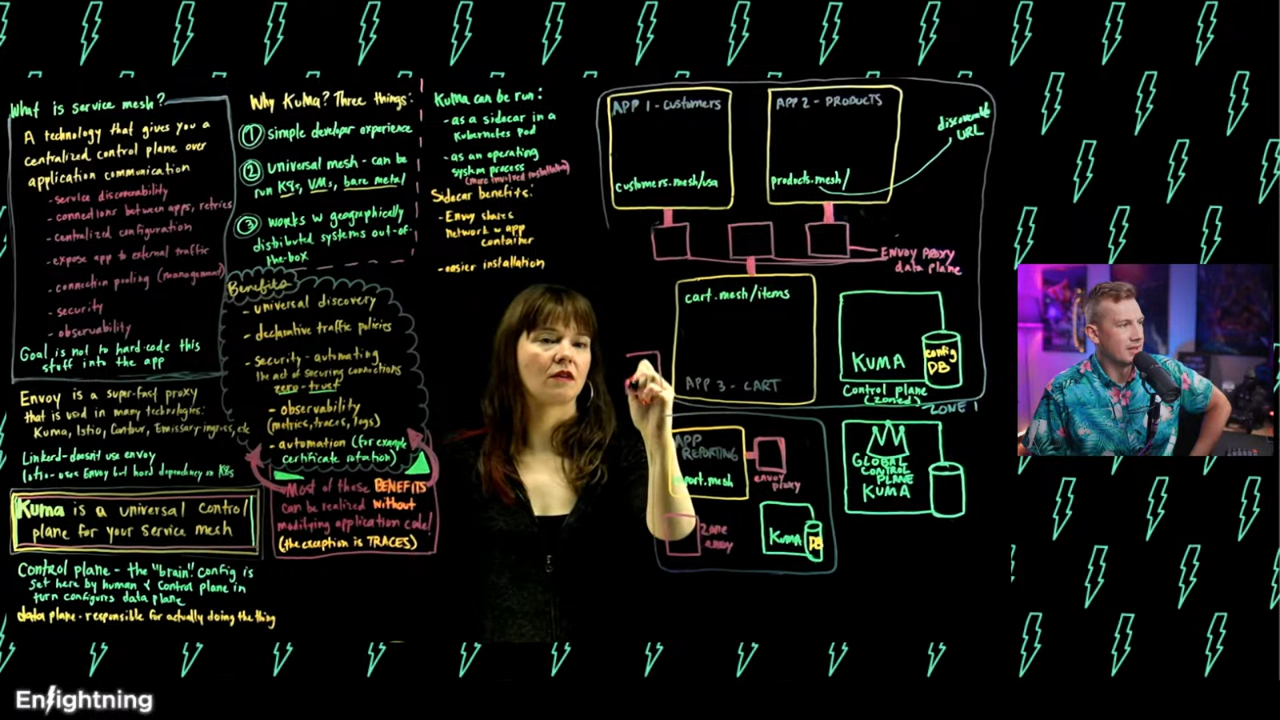 What is service mesh?
A technology that gives you a
centralized control plane over
application communication
- service discoverability
- connections between apps, retries
- centralized configuration
- expose app to external traffic
- connection pooling (management)
- security
- observability
Goal is not to hard-code this
stuff into the app
Envoy is a super-fast proxy
that is used in many technologies:
Kuma, Istio, Contour, Emissary-ingress, etc
Linkerd-doesn't use envoy
Istio-uses Envoy but hard dependency on K8s
Kuma is a universal control
plane for your service mesh
Control plane - the "brain". config is
set here by human & control plane in
turn configures data plane
data plane - responsible for actually doing the thing
Why Kuma? Three things:
① simple developer experience
② universal mesh - can be
run K8s, VMs, bare metal
③ works w geographically
distributed systems out-of-
the-box
Benefits
- universal discovery
- declarative traffic policies
- security - automating
the act of securing connections
zero-trust
- observability
(metrics, traces, logs)
- automation (for example
certificate rotation)
Most of these BENEFITS
can be realized without
modifying application code!
(the exception is TRACES)
Kuma can be run:
- as a sidecar in a
Kubernetes pod
- as an operating
system process
(more involved installation)
Sidecar benefits:
- Envoy shares
network w app
container
- easier installation
APP 1 - CUSTOMERS
customers.mesh/usa
APP 2 - PRODUCTS
products.mesh/
discoverable
URL
ENVOY PROXY
data plane
cart.mesh/items
APP 3 - CART
KUMA
config
DB
Control plane
(zoned)
ZONE 1
APP
REPORTING
port.mesh
envoy
proxy
zone
envoy
KUMA
DB
GLOBAL
CONTROL
PLANE
KUMA
Enlightning